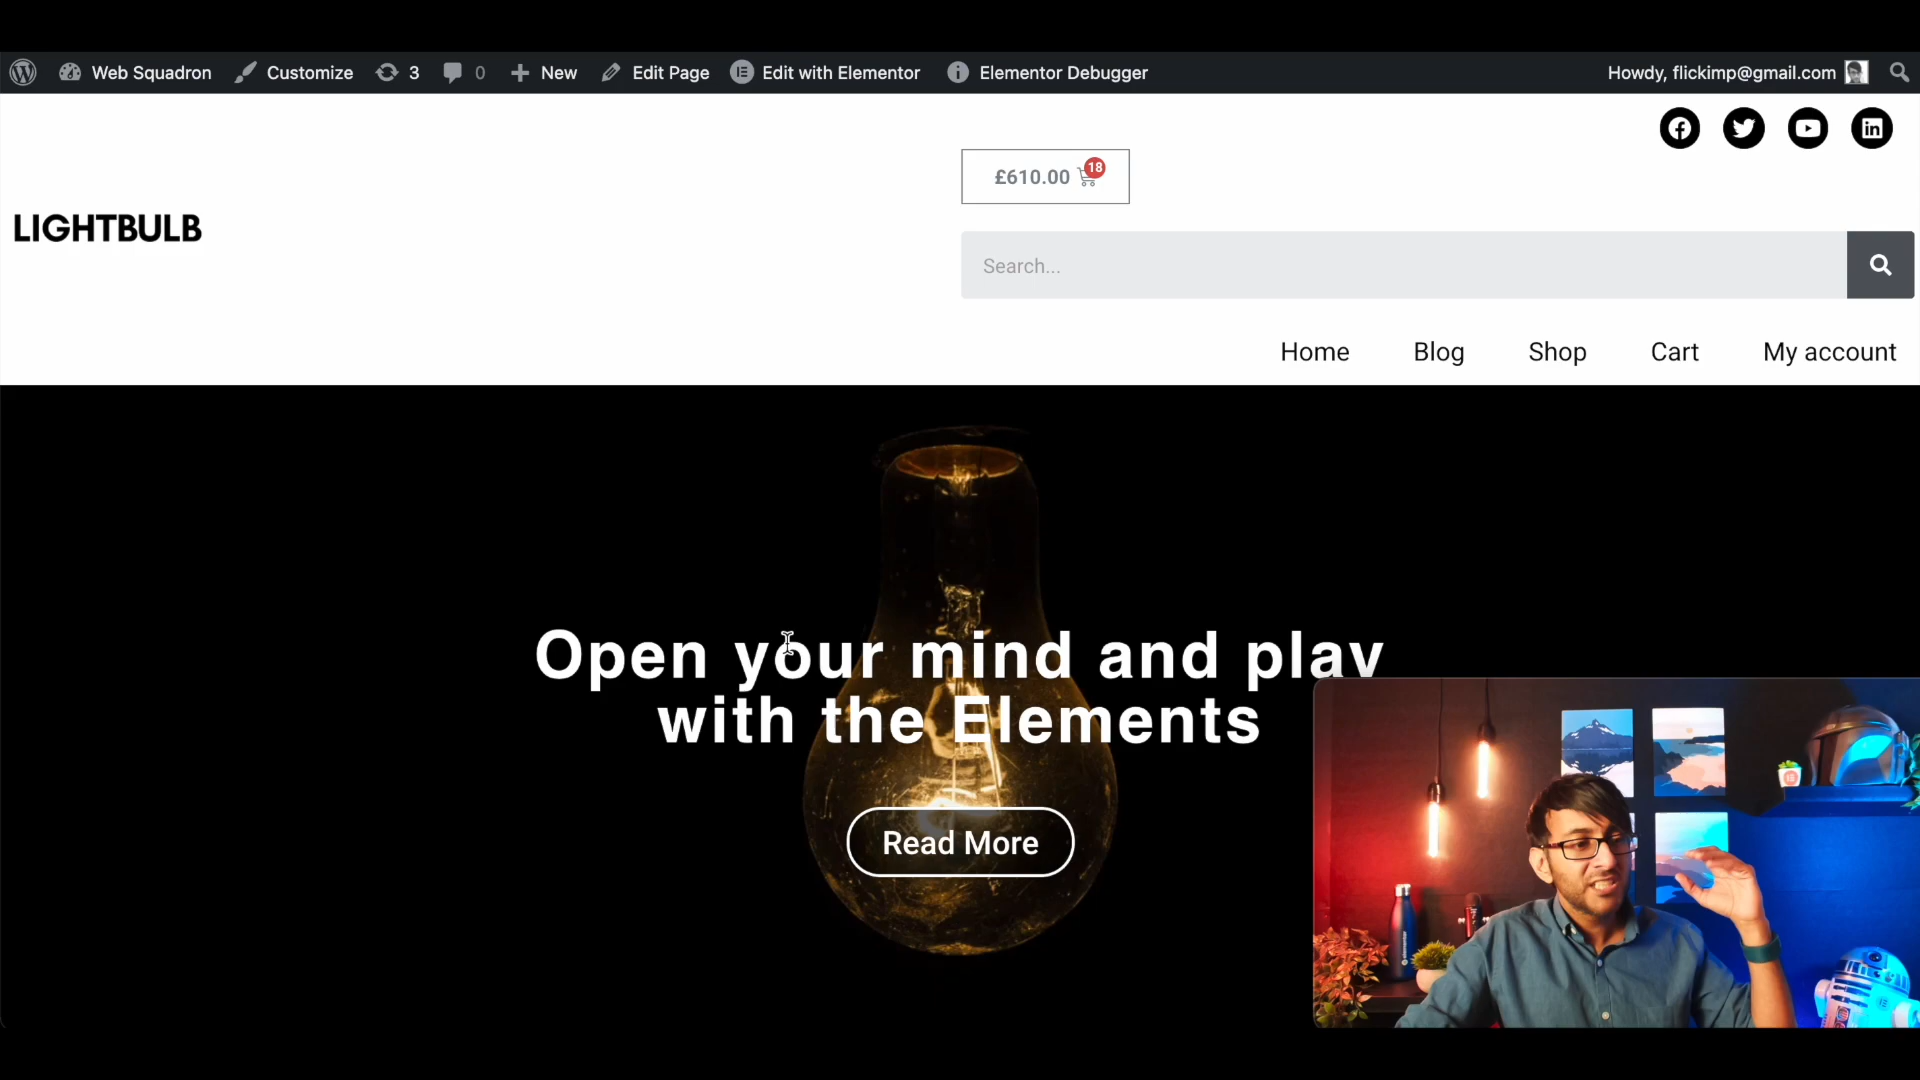 Web Squadron Customize 3 0 New Edit Page Edit with Elementor Elementor Debugger Howdy, flickimp@gmail.com
£610.00 18
LIGHTBULB
Search...
Home Blog Shop Cart My account
Open your mind and play
with the Elements
Read More